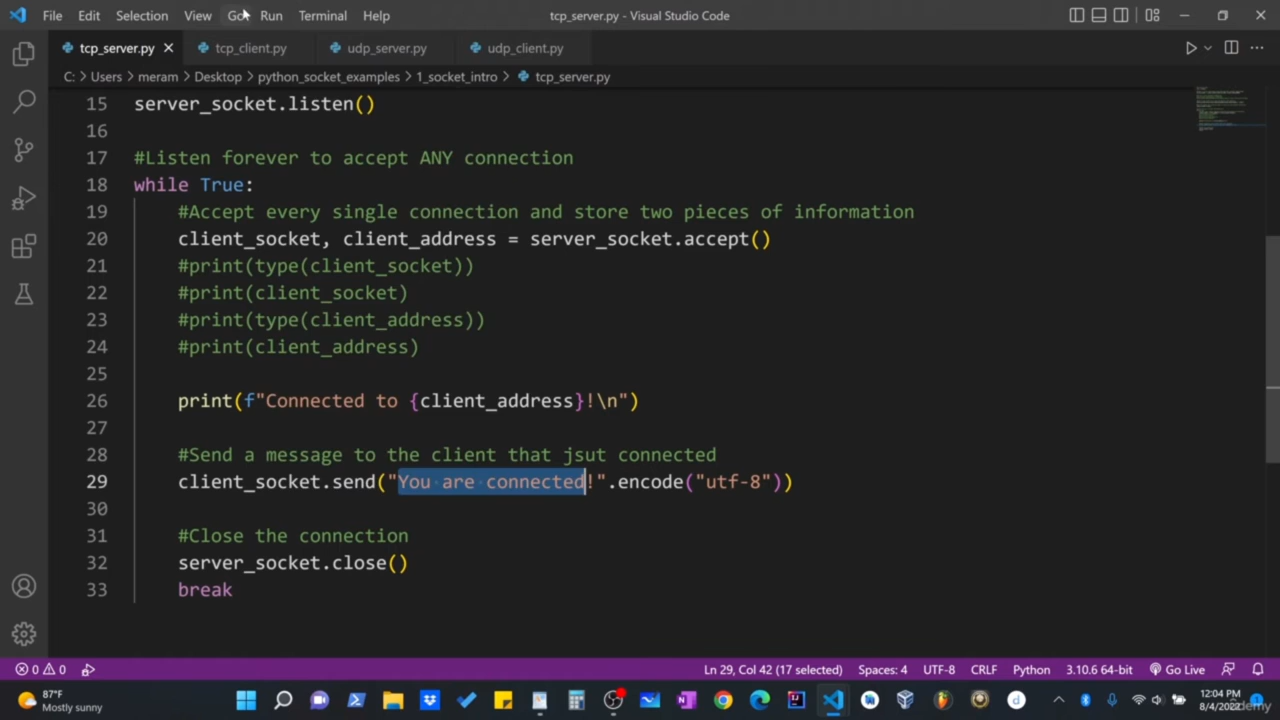 File Edit Selection View Go Run Terminal Help tcp_server.py - Visual Studio Code
tcp_server.py tcp_client.py udp_server.py udp_client.py
C: > Users > meram > Desktop > python_socket_examples > 1_socket_intro > tcp_server.py
15 server_socket.listen()
16
17 #Listen forever to accept ANY connection
18 while True:
19 #Accept every single connection and store two pieces of information
20 client_socket, client_address = server_socket.accept()
21 #print(type(client_socket))
22 #print(client_socket)
23 #print(type(client_address))
24 #print(client_address)
25
26 print(f"Connected to {client_address}!\n")
27
28 #Send a message to the client that jsut connected
29 client_socket.send("You are connected!".encode("utf-8"))
30
31 #Close the connection
32 server_socket.close()
33 break
0 0 Ln 29, Col 42 (17 selected) Spaces: 4 UTF-8 CRLF Python 3.10.6 64-bit Go Live
87°F
Mostly sunny
12:04 PM
8/4/2022